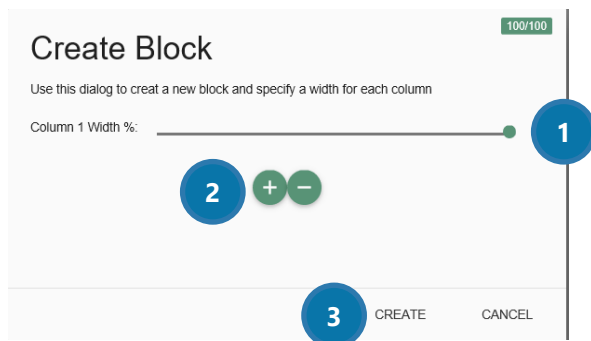 100/100
Create Block
Use this dialog to creat a new block and specify a width for each column
Column 1 Width %:
1
2
+ −
3
CREATE CANCEL